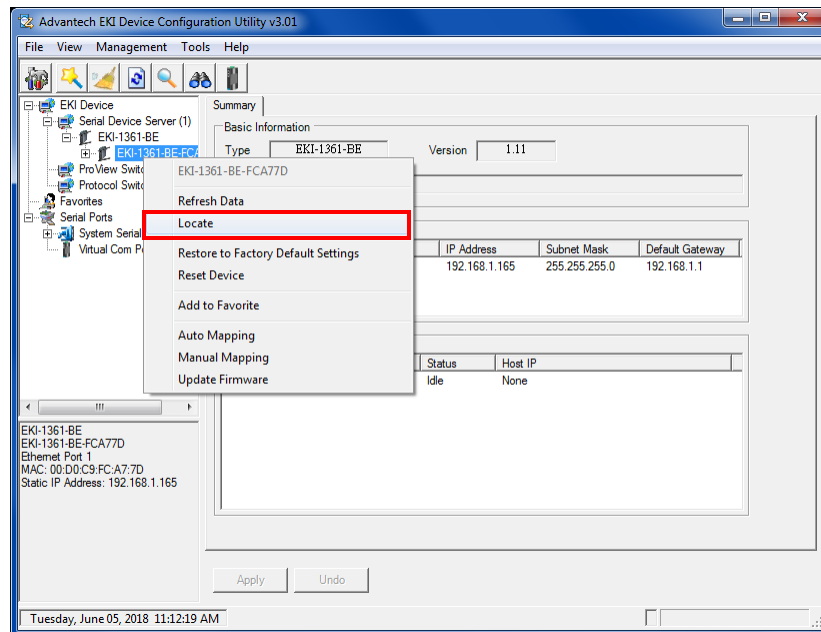 Advantech EKI Device Configuration Utility v3.01
File View Management Tools Help
EKI Device
Serial Device Server (1)
EKI-1361-BE
EKI-1361-BE-FCA
ProView Swit
Protocol Swit
Favorites
Serial Ports
System Serial
Virtual Com P
Summary
Basic Information
Type EKI-1361-BE Version 1.11
EKI-1361-BE-FCA77D
Refresh Data
Locate
Restore to Factory Default Settings
Reset Device
Add to Favorite
Auto Mapping
Manual Mapping
Update Firmware
IP Address Subnet Mask Default Gateway
192.168.1.165 255.255.255.0 192.168.1.1
Status Host IP
Idle None
EKI-1361-BE
EKI-1361-BE-FCA77D
Ethernet Port 1
MAC: 00:D0:C9:FC:A7:7D
Static IP Address: 192.168.1.165
Apply Undo
Tuesday, June 05, 2018 11:12:19 AM